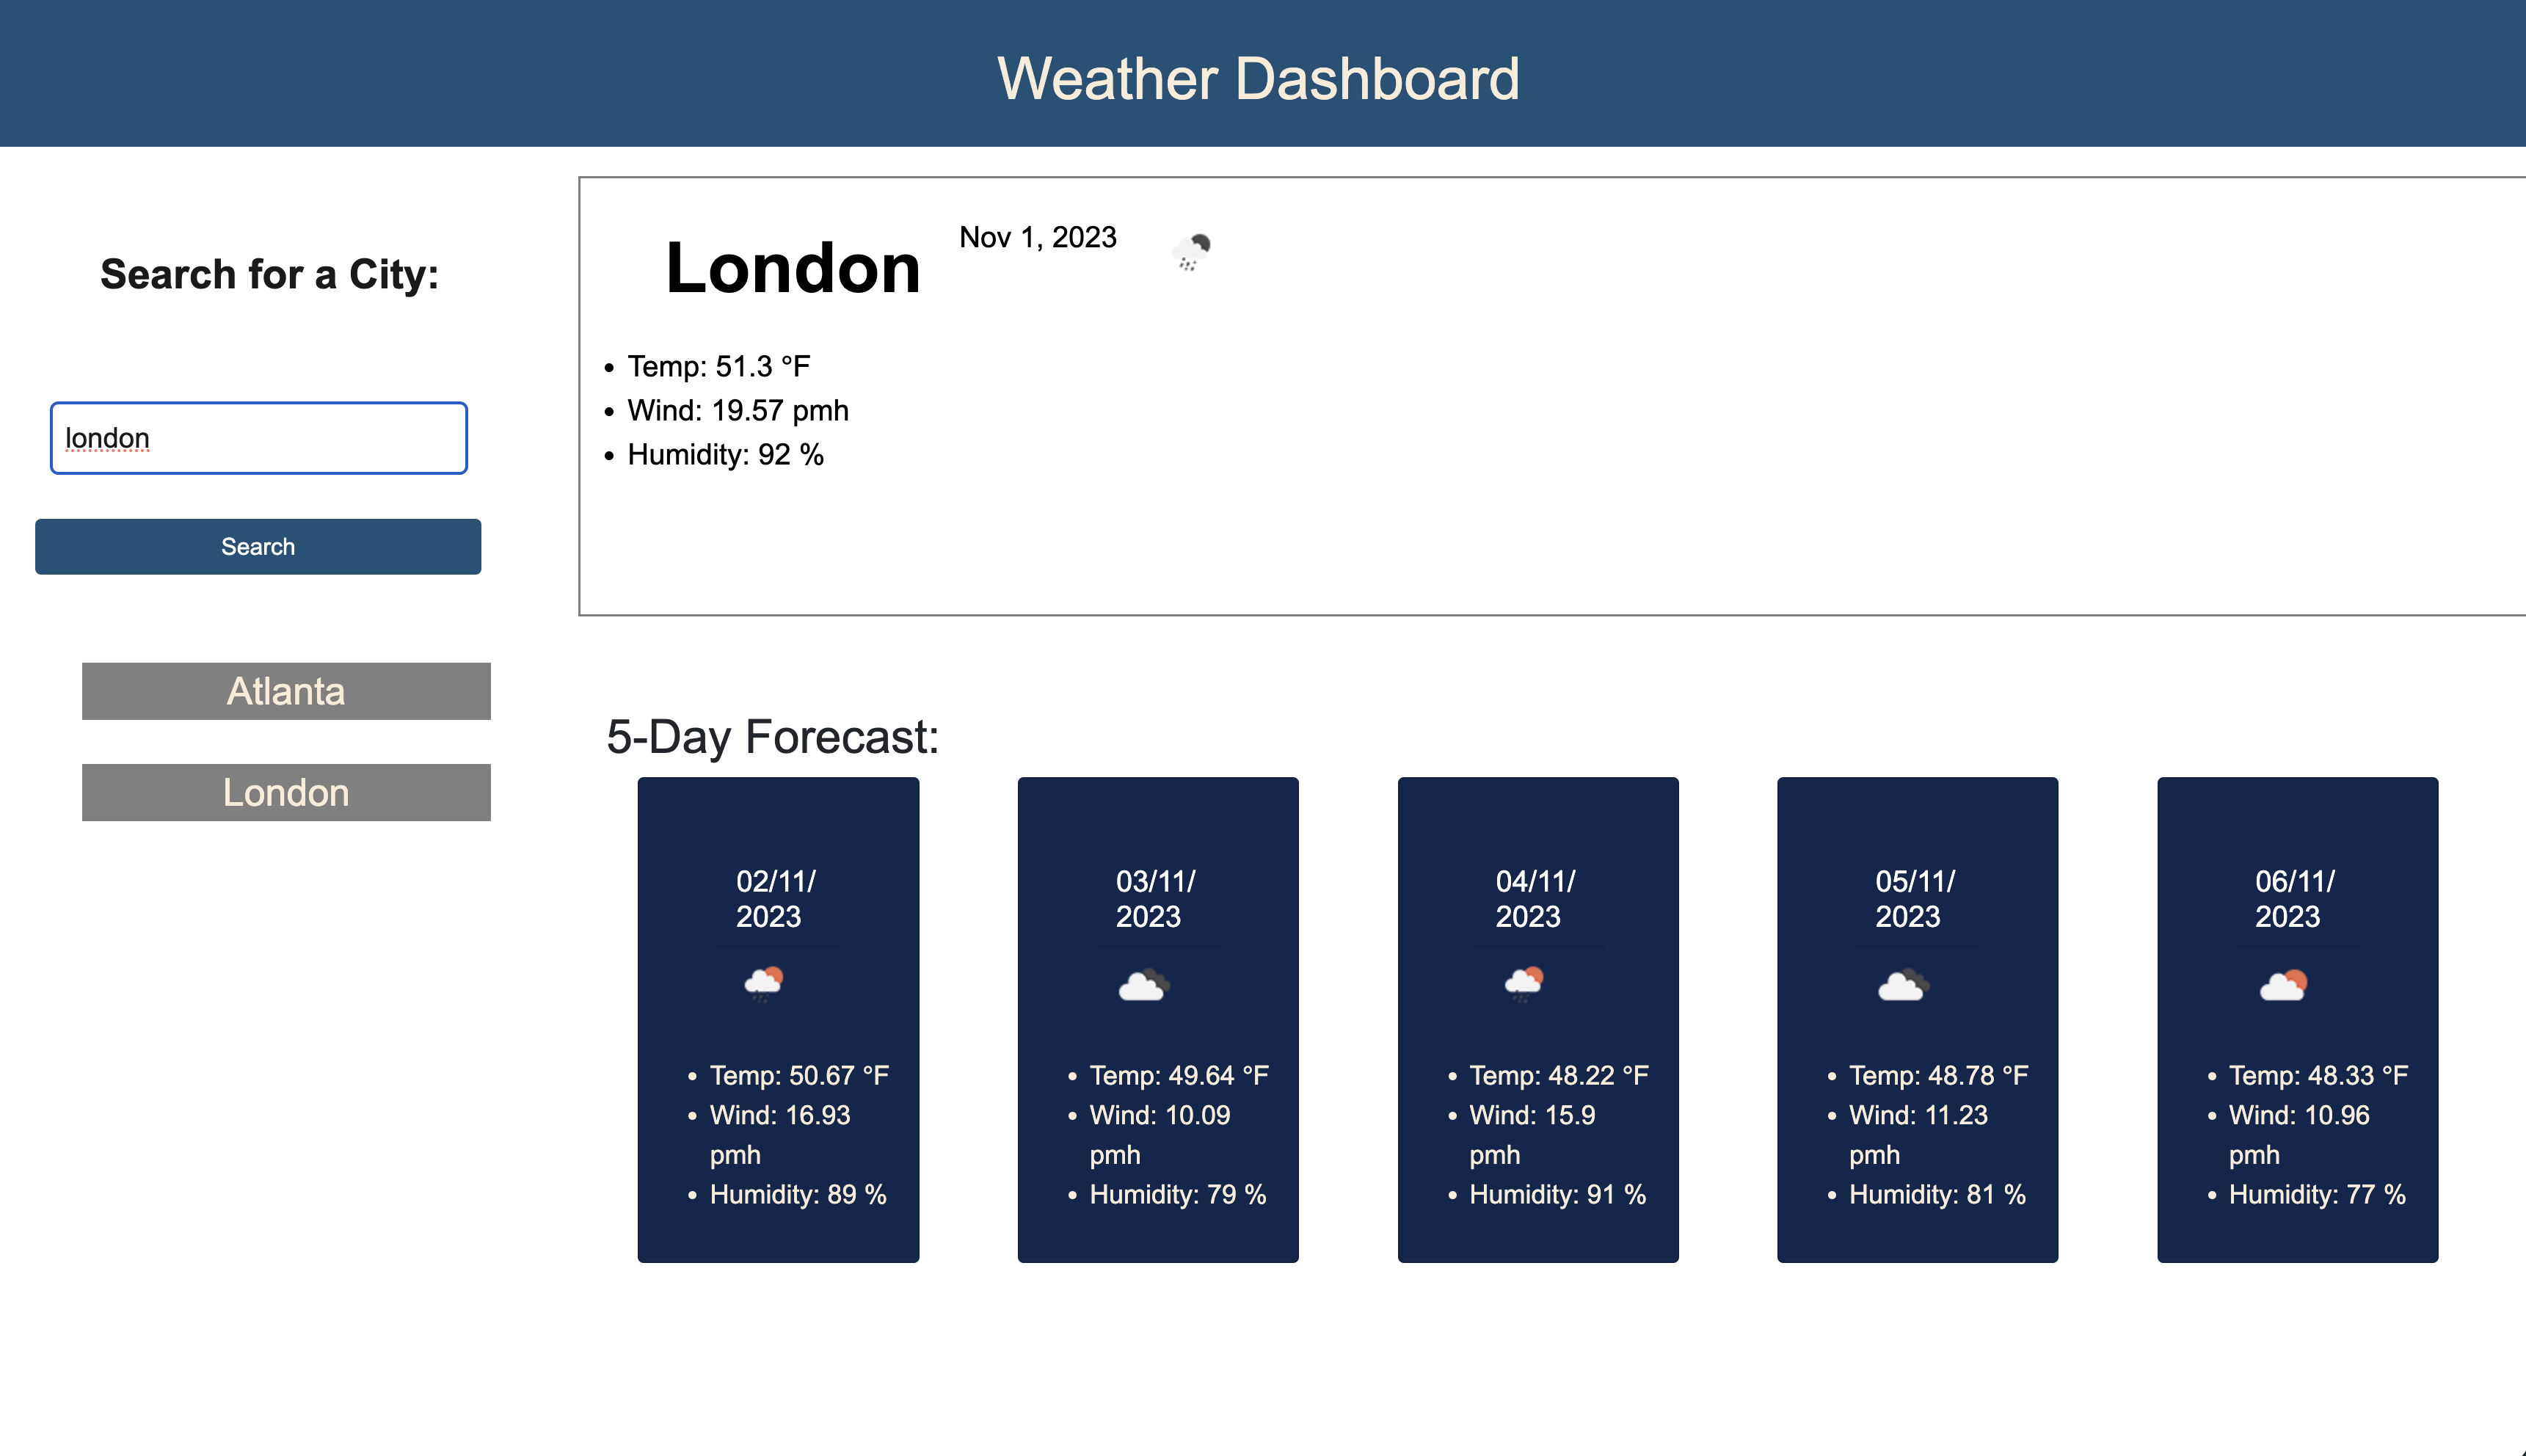 Weather Dashboard
Search for a City:
london
Search
Atlanta
London
London
Nov 1, 2023
• Temp: 51.3 °F
• Wind: 19.57 pmh
• Humidity: 92 %
5-Day Forecast:
02/11/
2023
• Temp: 50.67 °F
• Wind: 16.93
pmh
• Humidity: 89 %
03/11/
2023
• Temp: 49.64 °F
• Wind: 10.09
pmh
• Humidity: 79 %
04/11/
2023
• Temp: 48.22 °F
• Wind: 15.9
pmh
• Humidity: 91 %
05/11/
2023
• Temp: 48.78 °F
• Wind: 11.23
pmh
• Humidity: 81 %
06/11/
2023
• Temp: 48.33 °F
• Wind: 10.96
pmh
• Humidity: 77 %